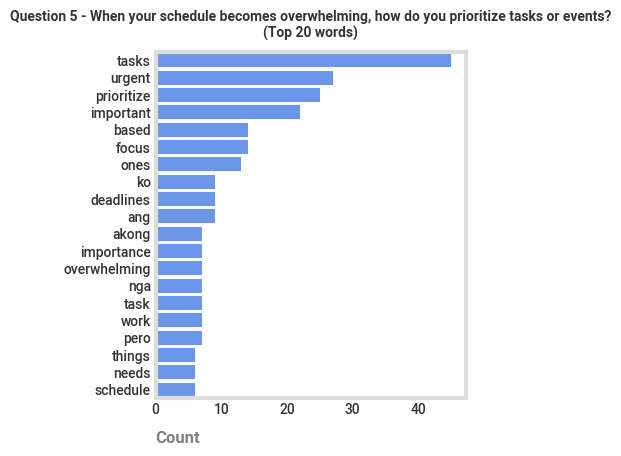 Question 5 - When your schedule becomes overwhelming, how do you prioritize tasks or events?
(Top 20 words)
tasks
urgent
prioritize
important
based
focus
ones
ko
deadlines
ang
akong
importance
overwhelming
nga
task
work
pero
things
needs
schedule
0 10 20 30 40
Count